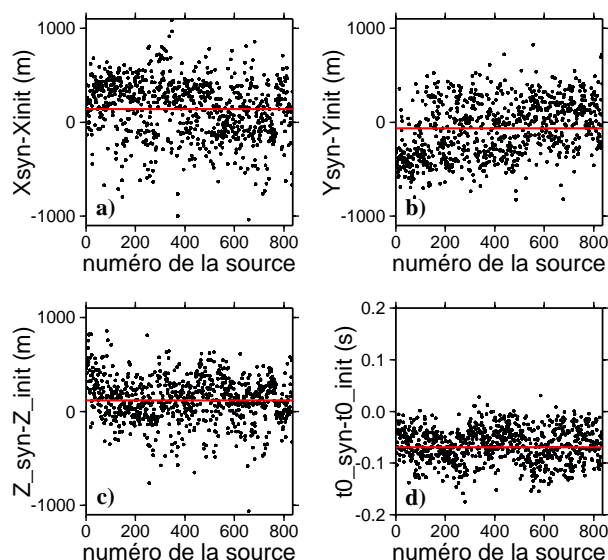 1000
0
-1000
Xsyn-Xinit (m)
a)
0 200 400 600 800
numéro de la source
1000
0
-1000
Ysyn-Yinit (m)
b)
0 200 400 600 800
numéro de la source
1000
0
-1000
Z_syn-Z_init (m)
c)
0 200 400 600 800
numéro de la source
0.2
0.1
0.0
-0.1
-0.2
t0_syn-t0_init (s)
d)
0 200 400 600 800
numéro de la source